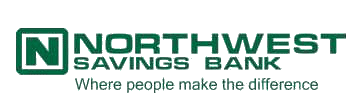 N NORTHWEST
SAVINGS BANK
Where people make the difference